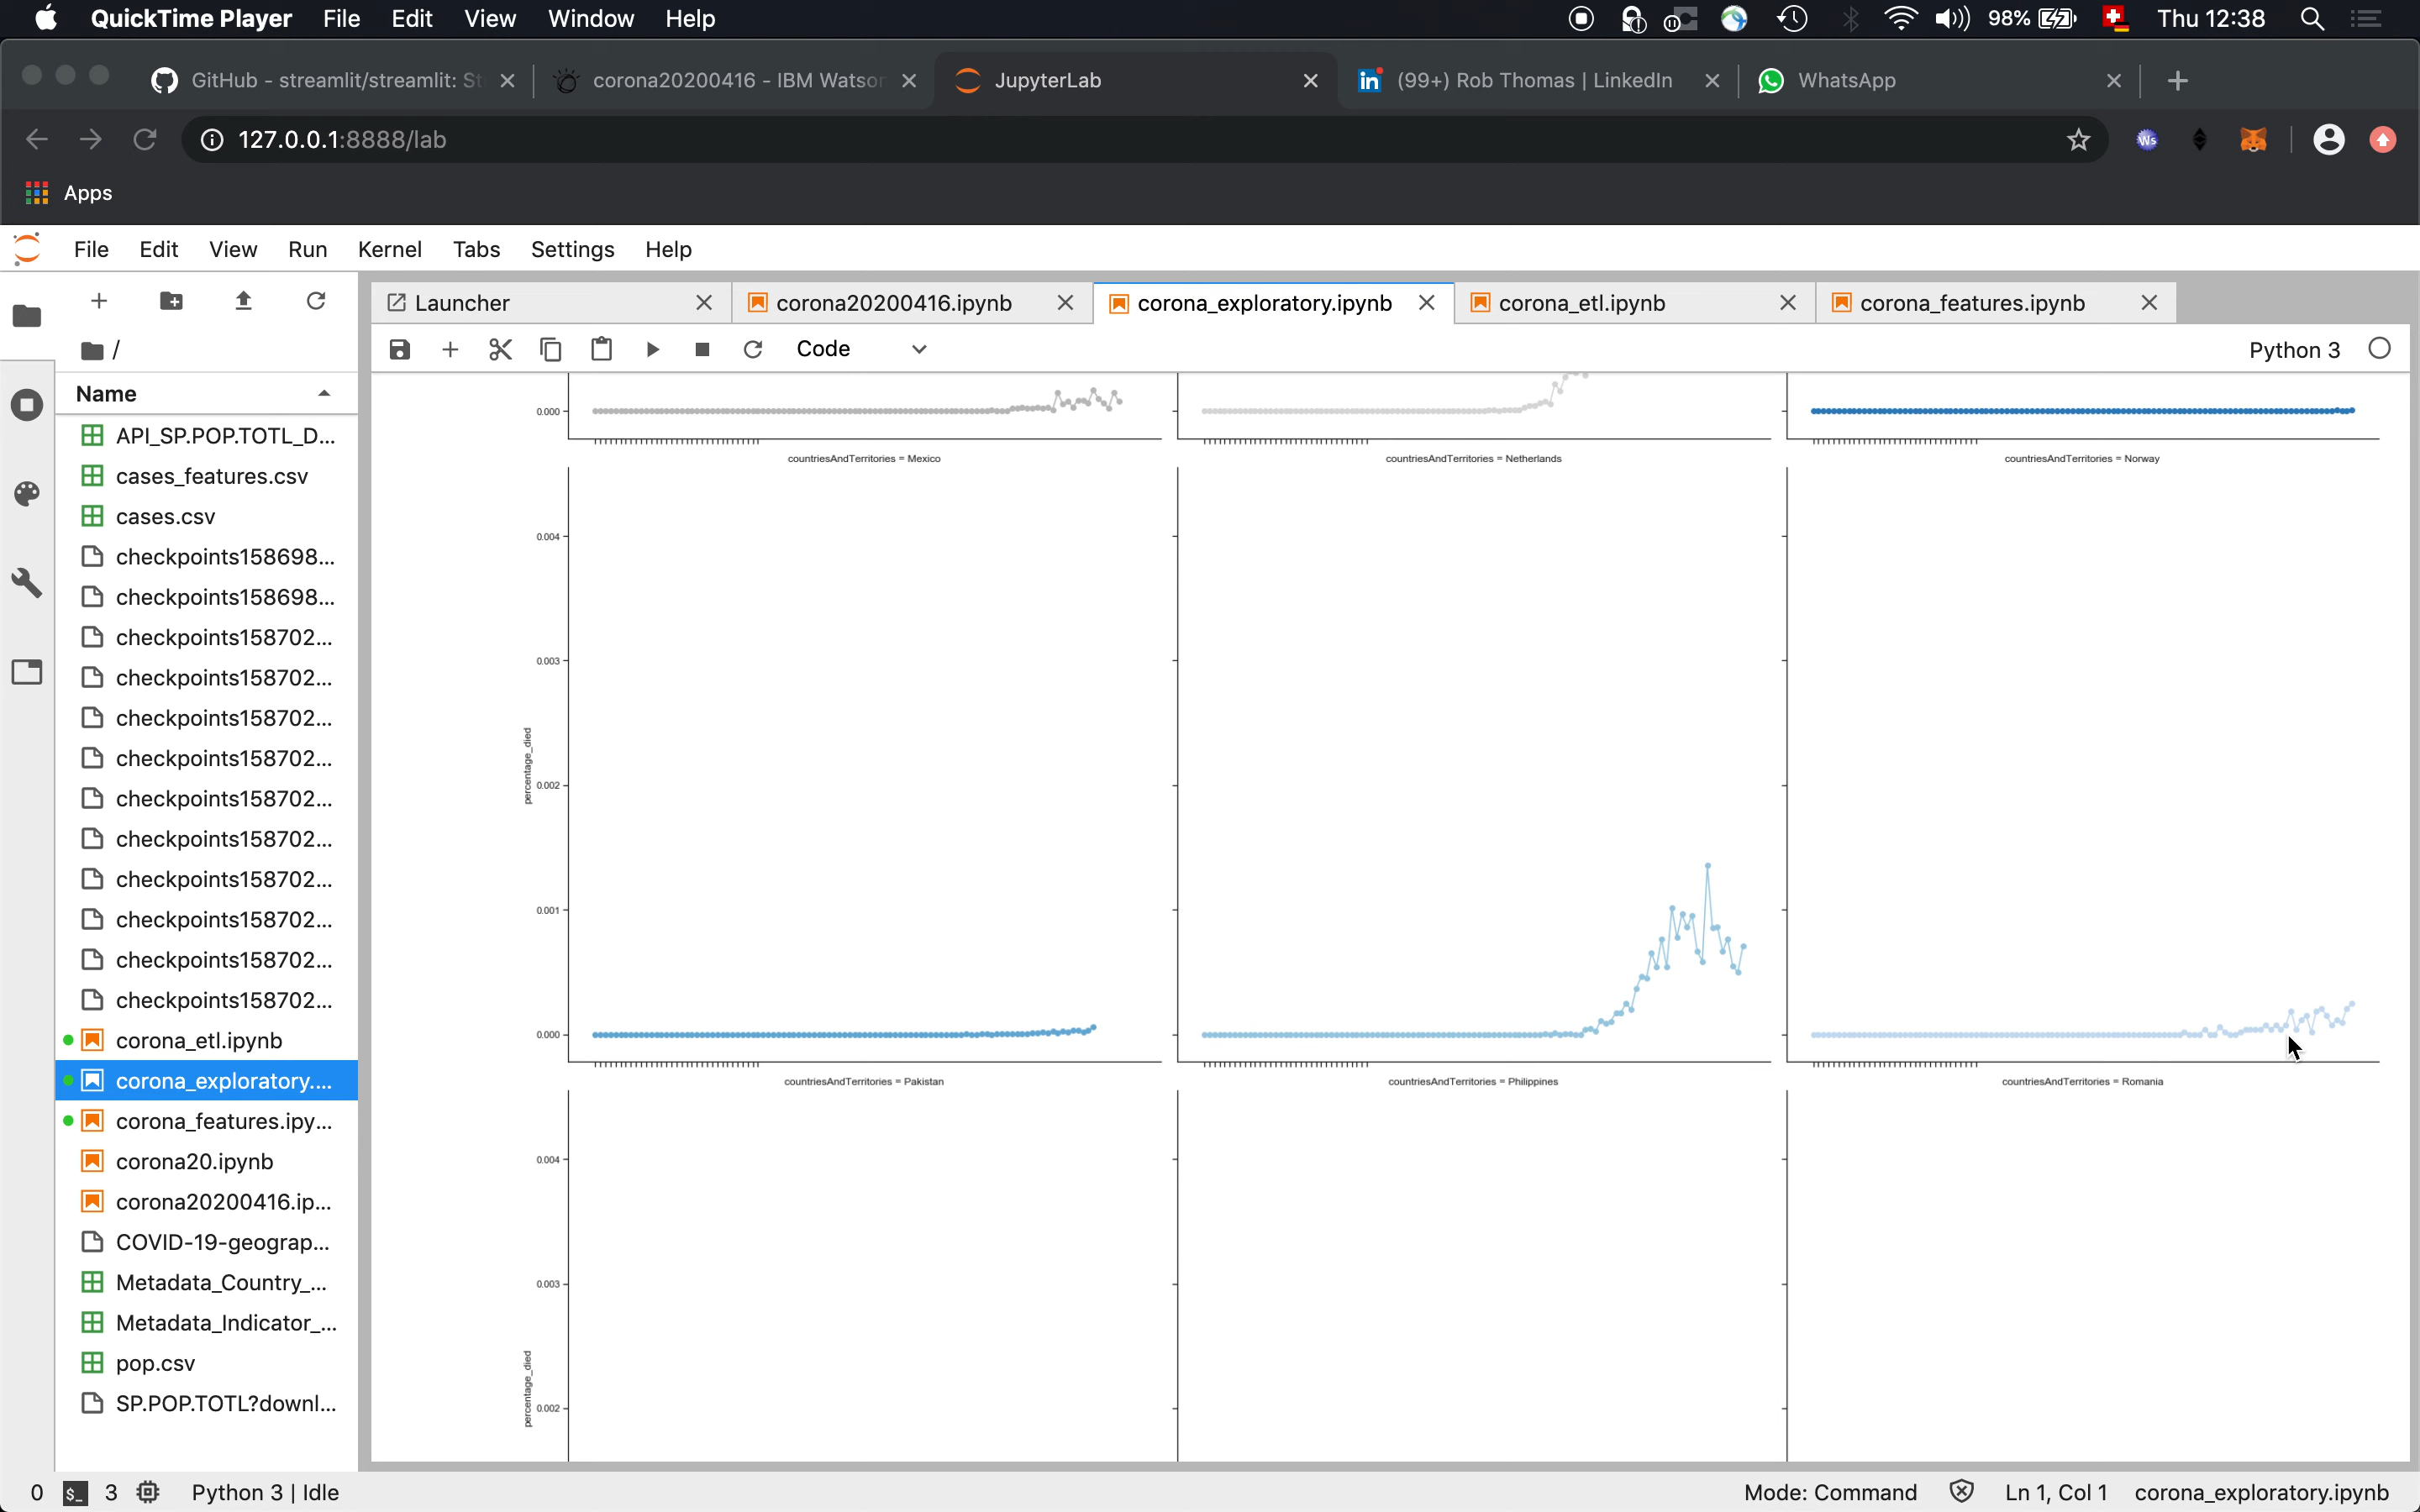 QuickTime Player File Edit View Window Help 98% Thu 12:38
GitHub - streamlit/streamlit: St corona20200416 - IBM Watson JupyterLab (99+) Rob Thomas | LinkedIn WhatsApp
127.0.0.1:8888/lab
Ws
Apps
File Edit View Run Kernel Tabs Settings Help
Launcher corona20200416.ipynb corona_exploratory.ipynb corona_etl.ipynb corona_features.ipynb
/
Code Python 3
Name
API_SP.POP.TOTL_D...
cases_features.csv
cases.csv
checkpoints158698...
checkpoints158698...
checkpoints158702...
checkpoints158702...
checkpoints158702...
checkpoints158702...
checkpoints158702...
checkpoints158702...
checkpoints158702...
checkpoints158702...
checkpoints158702...
checkpoints158702...
corona_etl.ipynb
corona_exploratory....
corona_features.ipy...
corona20.ipynb
corona20200416.ip...
COVID-19-geograp...
Metadata_Country_...
Metadata_Indicator_...
pop.csv
SP.POP.TOTL?downl...
0.000
countriesAndTerritories = Mexico countriesAndTerritories = Netherlands countriesAndTerritories = Norway
0.004
0.003
percentage_died
0.002
0.001
0.000
countriesAndTerritories = Pakistan countriesAndTerritories = Philippines countriesAndTerritories = Romania
0.004
0.003
percentage_died
0.002
0 $_ 3 Python 3 | Idle Mode: Command Ln 1, Col 1 corona_exploratory.ipynb